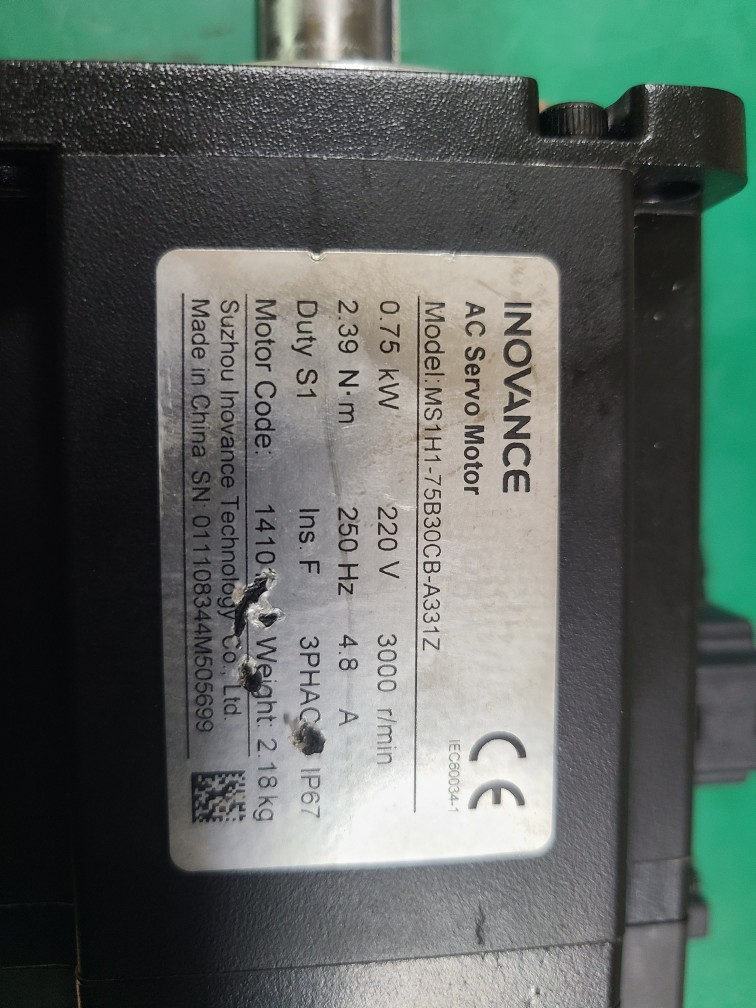 INOVANCE
AC Servo Motor
CE
IEC60034-1
Model: MS1H1-75B30CB-A331Z
0.75 kW 220 V 3000 r/min
2.39 N·m 250 Hz 4.8 A
Duty S1 Ins. F 3PHAC IP67
Motor Code: 1410 Weight: 2.18 kg
Suzhou Inovance Technology Co., Ltd.
Made in China SN: 011108344M505699